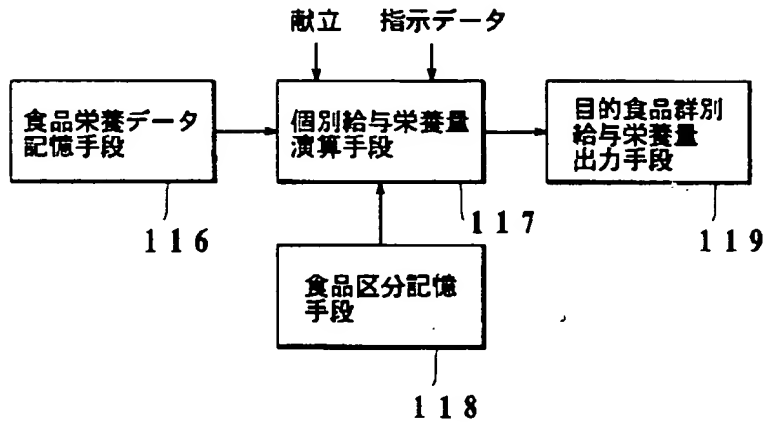 献立 指示データ
食品栄養データ
記憶手段
個別給与栄養量
演算手段
目的食品群別
給与栄養量
出力手段
116
117
119
食品区分記憶
手段
118